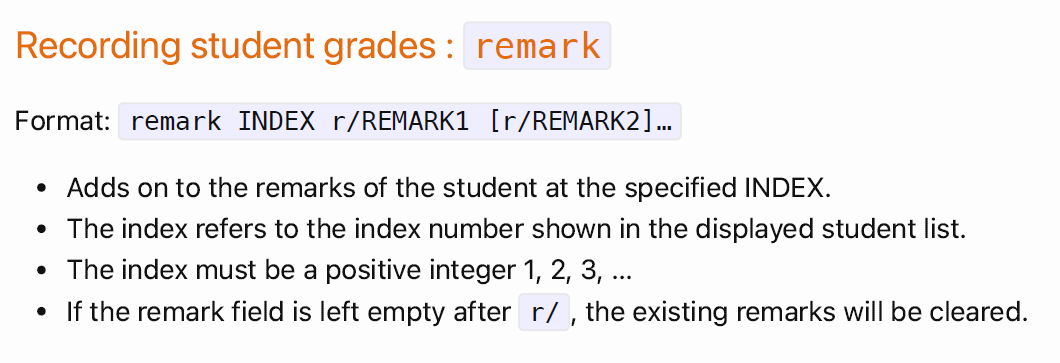 Recording student grades : remark
Format: remark INDEX r/REMARK1 [r/REMARK2]…
• Adds on to the remarks of the student at the specified INDEX.
• The index refers to the index number shown in the displayed student list.
• The index must be a positive integer 1, 2, 3, …
• If the remark field is left empty after r/, the existing remarks will be cleared.